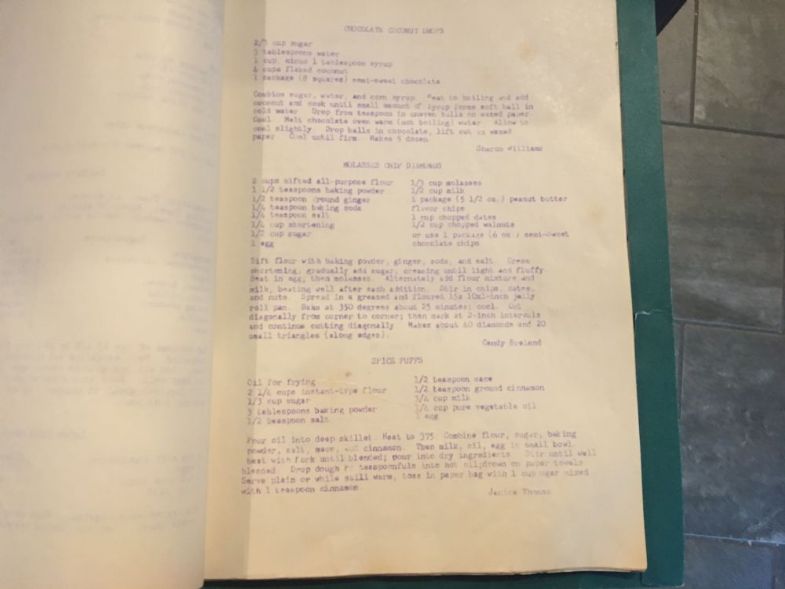 CHOCOLATE COCONUT DROPS
2/3 cup sugar
3 tablespoons water
1 cup, minus 1 tablespoon syrup
4 cups flaked coconut
1 package (8 squares) semi-sweet chocolate
Combine sugar, water, and corn syrup. Heat to boiling and add
coconut and cook until small amount of syrup forms soft ball in
cold water. Drop from teaspoon in uneven balls on waxed paper
Cool. Melt chocolate over warm (not boiling) water. Allow to
cool slightly. Drop balls in chocolate, lift out on waxed
paper. Cool until firm. Makes 5 dozen
Sharon Williams
MOLASSES CHIP DIAMONDS
2 cups sifted all-purpose flour
1 1/2 teaspoons baking powder
1/2 teaspoon ground ginger
1/4 teaspoon baking soda
1/4 teaspoon salt
1/4 cup shortening
1/2 cup sugar
1 egg
1/3 cup molasses
1/2 cup milk
1 package (5 1/2 oz.) peanut butter
flavor chips
1 cup chopped dates
1/2 cup chopped walnuts
or use 1 package (6 oz.) semi-sweet
chocolate chips
Sift flour with baking powder, ginger, soda, and salt. Cream
shortening, gradually add sugar; creaming until light and fluffy.
Beat in egg, then molasses. Alternately add flour mixture and
milk, beating well after each addition. Stir in chips, dates,
and nuts. Spread in a greased and floured 15x 10x1-inch jelly
roll pan. Bake at 350 degrees about 25 minutes; cool. Cut
diagonally from corner to corner; then mark at 2-inch intervals
and continue cutting diagonally. Makes about 40 diamonds and 20
small triangles (along edges).
SPICE PUFFS
Oil for frying
2 1/4 cups instant-type flour
1/3 cup sugar
3 tablespoons baking powder
1/2 teaspoon salt
1/2 teaspoon mace
1/2 teaspoon ground cinnamon
3/4 cup milk
1/4 cup pure vegetable oil
1 egg
Pour oil into deep skillet. Heat to 375. Combine flour, sugar, baking
powder, salt, mace, and cinnamon. Then milk, oil, egg in small bowl.
Beat with fork until blended; pour into dry ingredients. Stir until well
blended. Drop dough by teaspoonfuls into hot oil;drown on paper towels
Serve plain or while still warm, toss in paper bag with 1 cup sugar mixed
with 1 teaspoon cinnamon.
Janice